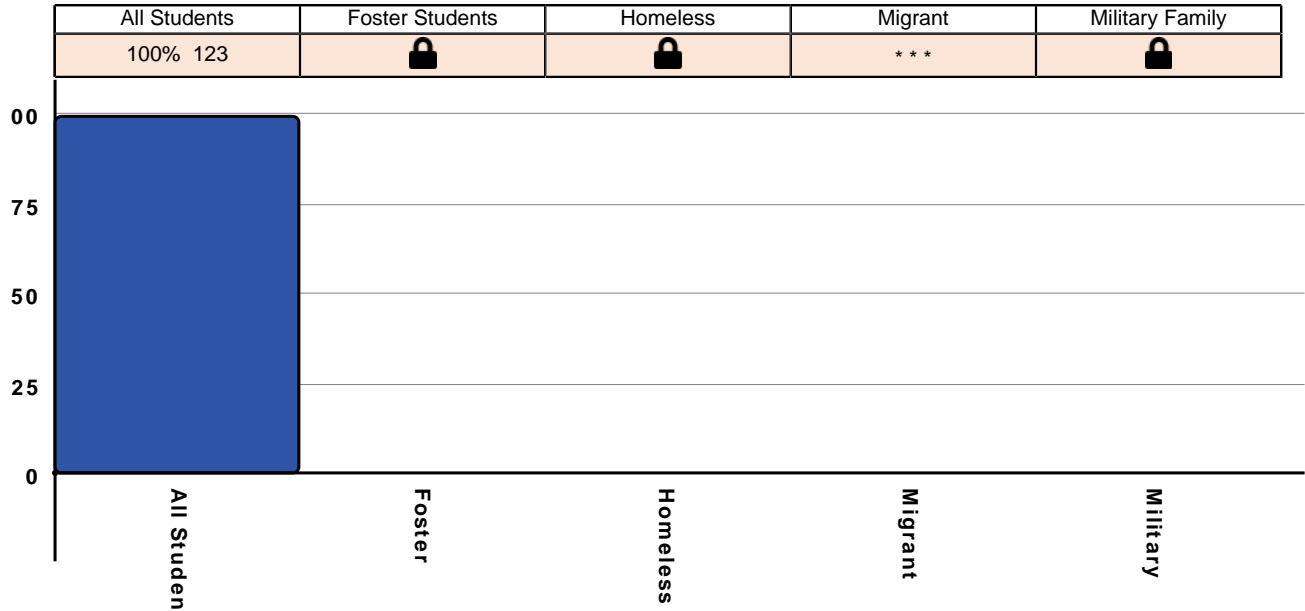 All Students Foster Students Homeless Migrant Military Family
100% 123 * * *
00
75
50
25
0
All Studen
Foster
Homeless
Migrant
Military